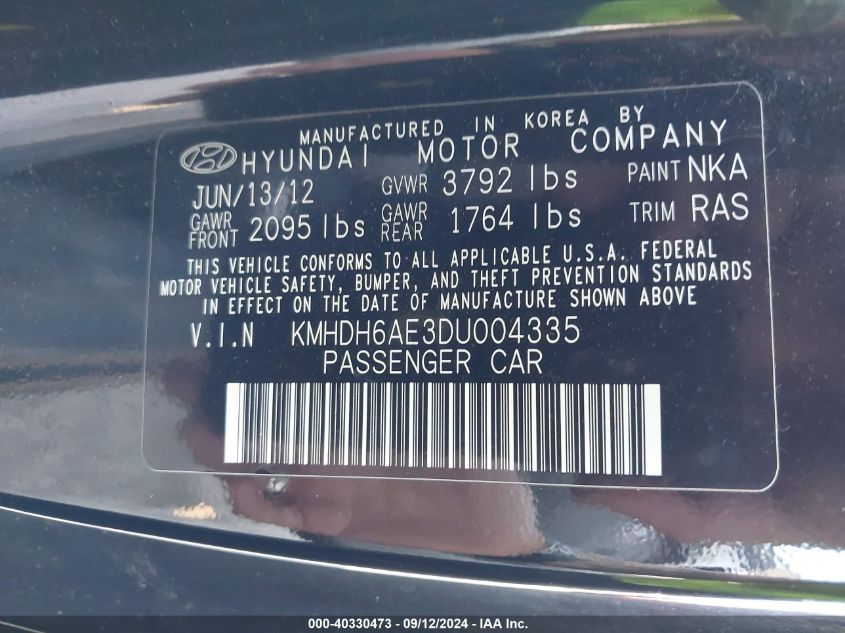 MANUFACTURED IN KOREA BY
HYUNDAI MOTOR COMPANY
JUN/13/12 GVWR 3792 lbs PAINT NKA
GAWR FRONT 2095 lbs GAWR REAR 1764 lbs TRIM RAS
THIS VEHICLE CONFORMS TO ALL APPLICABLE U.S.A. FEDERAL
MOTOR VEHICLE SAFETY, BUMPER, AND THEFT PREVENTION STANDARDS
IN EFFECT ON THE DATE OF MANUFACTURE SHOWN ABOVE
V.I.N KMHDH6AE3DU004335
PASSENGER CAR
000-40330473 - 09/12/2024 - IAA Inc.